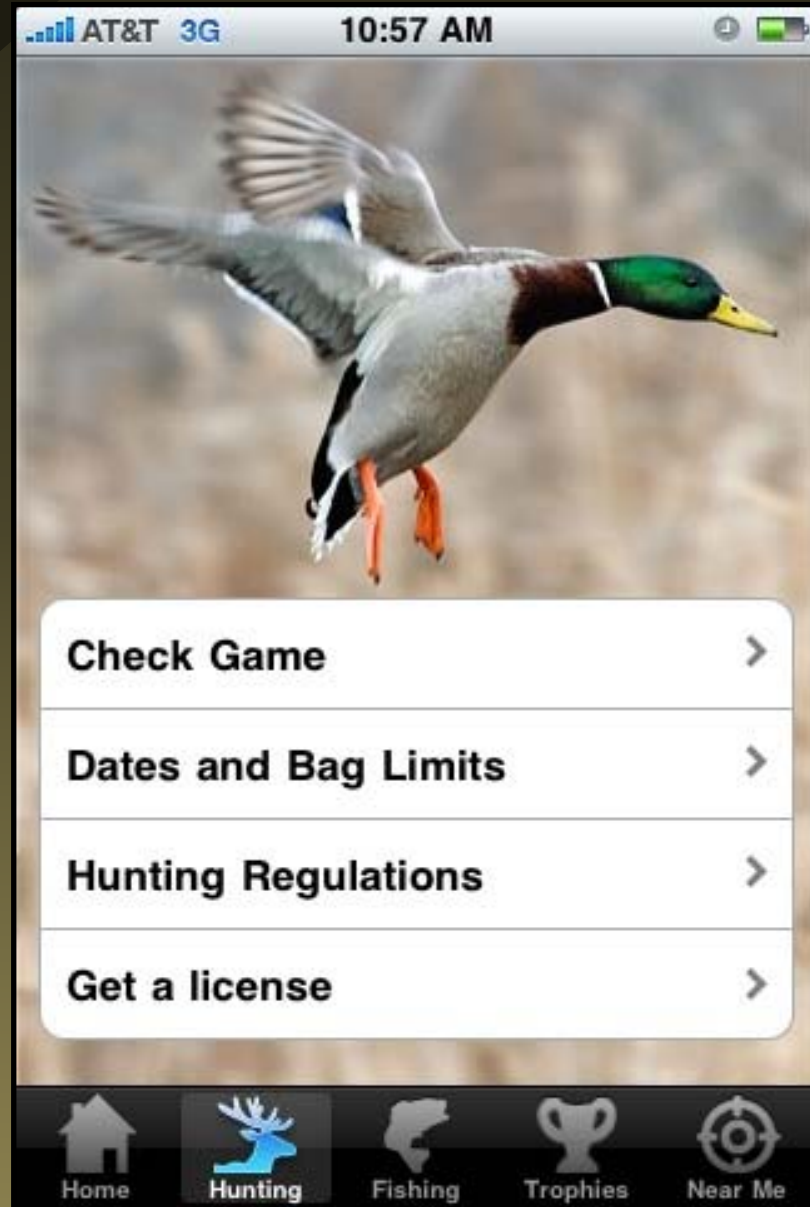 AT&T 3G 10:57 AM
Check Game
Dates and Bag Limits
Hunting Regulations
Get a license
Home Hunting Fishing Trophies Near Me